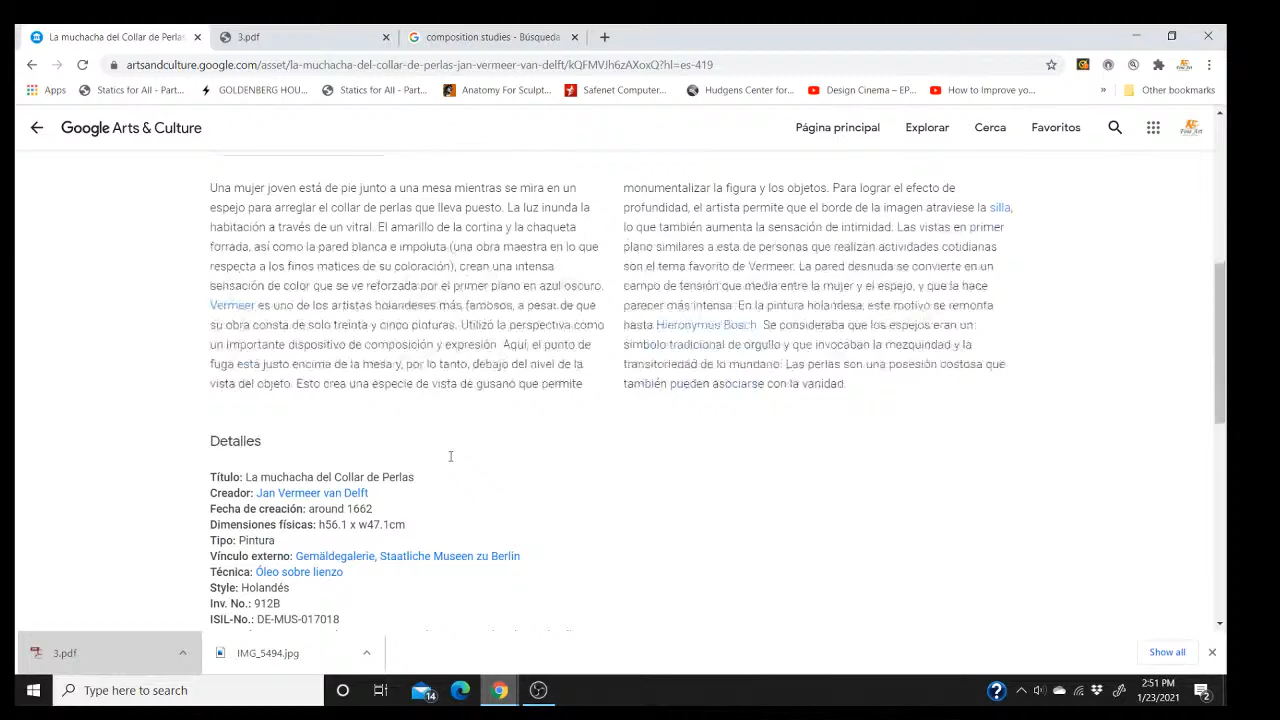 La muchacha del Collar de Perlas
3.pdf
composition studies - Búsqueda
artsandculture.google.com/asset/la-muchacha-del-collar-de-perlas-jan-vermeer-van-delft/kQFMVJh6zAXoxQ?hl=es-419
Apps Statics for All - Part... GOLDENBERG HOU... Statics for All - Part... Anatomy For Sculpt... Safenet Computer... Hudgens Center for... Design Cinema – EP... How to Improve yo... » Other bookmarks
Google Arts & Culture Página principal Explorar Cerca Favoritos
Una mujer joven está de pie junto a una mesa mientras se mira en un
espejo para arreglar el collar de perlas que lleva puesto. La luz inunda la
habitación a través de un vitral. El amarillo de la cortina y la chaqueta
forrada, así como la pared blanca e impoluta (una obra maestra en lo que
respecta a los finos matices de su coloración), crean una intensa
sensación de color que se ve reforzada por el primer plano en azul oscuro.
Vermeer es uno de los artistas holandeses más famosos, a pesar de que
su obra consta de solo treinta y cinco pinturas. Utilizó la perspectiva como
un importante dispositivo de composición y expresión. Aquí, el punto de
fuga está justo encima de la mesa y, por lo tanto, debajo del nivel de la
vista del objeto. Esto crea una especie de vista de gusano que permite
monumentalizar la figura y los objetos. Para lograr el efecto de
profundidad, el artista permite que el borde de la imagen atraviese la silla,
lo que también aumenta la sensación de intimidad. Las vistas en primer
plano similares a esta de personas que realizan actividades cotidianas
son el tema favorito de Vermeer. La pared desnuda se convierte en un
campo de tensión que media entre la mujer y el espejo, y que la hace
parecer más intensa. En la pintura holandesa, este motivo se remonta
hasta Hieronymus Bosch. Se consideraba que los espejos eran un
símbolo tradicional de orgullo y que invocaban la mezquindad y la
transitoriedad de lo mundano. Las perlas son una posesión costosa que
también pueden asociarse con la vanidad.
Detalles
Título: La muchacha del Collar de Perlas
Creador: Jan Vermeer van Delft
Fecha de creación: around 1662
Dimensiones físicas: h56.1 x w47.1cm
Tipo: Pintura
Vínculo externo: Gemäldegalerie, Staatliche Museen zu Berlin
Técnica: Óleo sobre lienzo
Style: Holandés
Inv. No.: 912B
ISIL-No.: DE-MUS-017018
3.pdf IMG_5494.jpg Show all
Type here to search
14
2:51 PM
1/23/2021
2